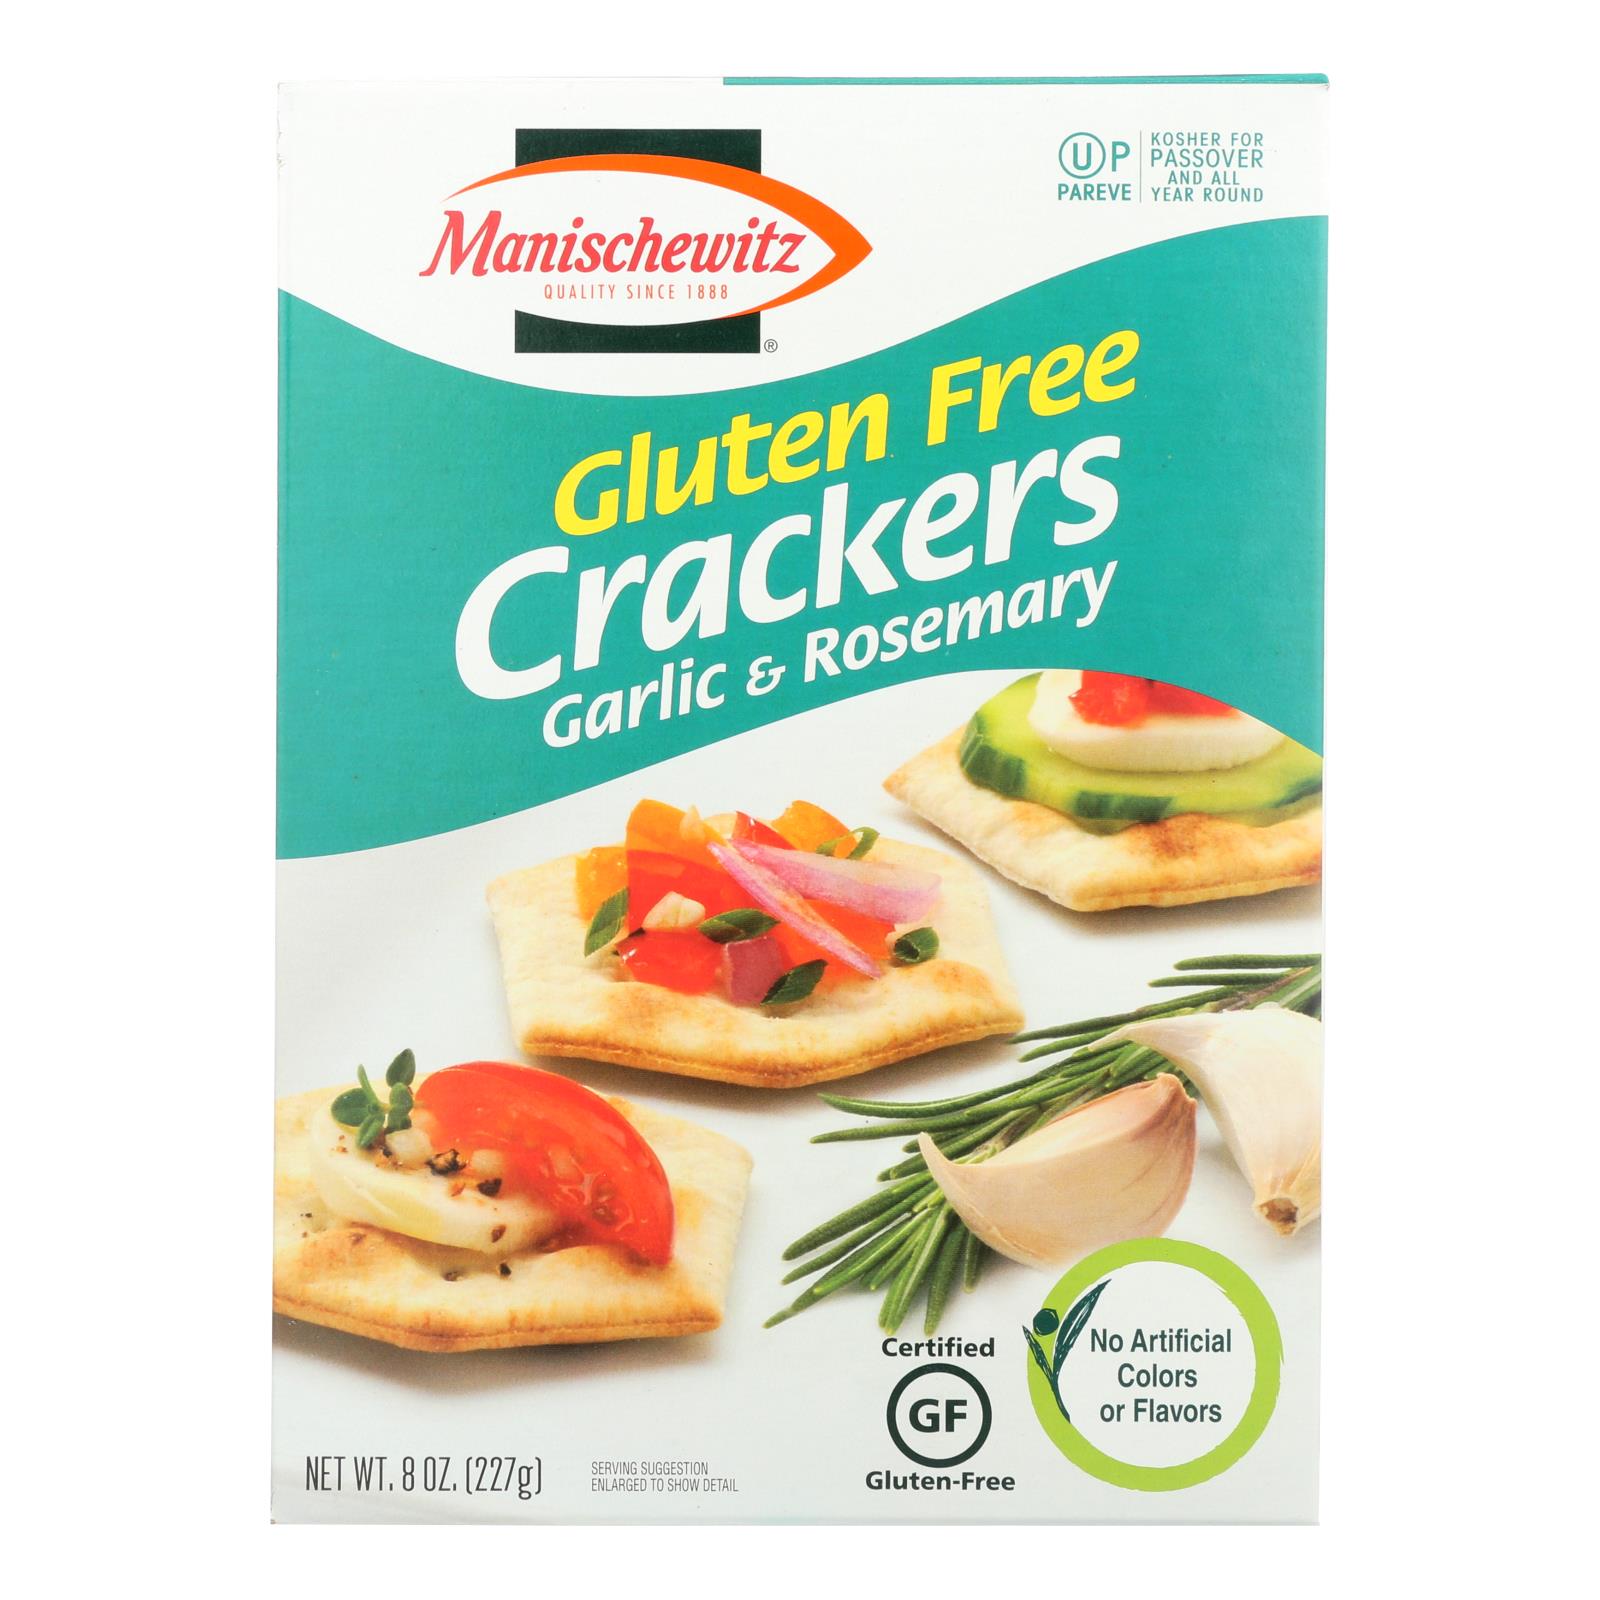 Manischewitz
QUALITY SINCE 1888
®
U P
PAREVE
KOSHER FOR
PASSOVER
AND ALL
YEAR ROUND
Gluten Free
Crackers
Garlic & Rosemary
Certified
GF
Gluten-Free
No Artificial
Colors
or Flavors
NET WT. 8 OZ. (227g)
SERVING SUGGESTION
ENLARGED TO SHOW DETAIL